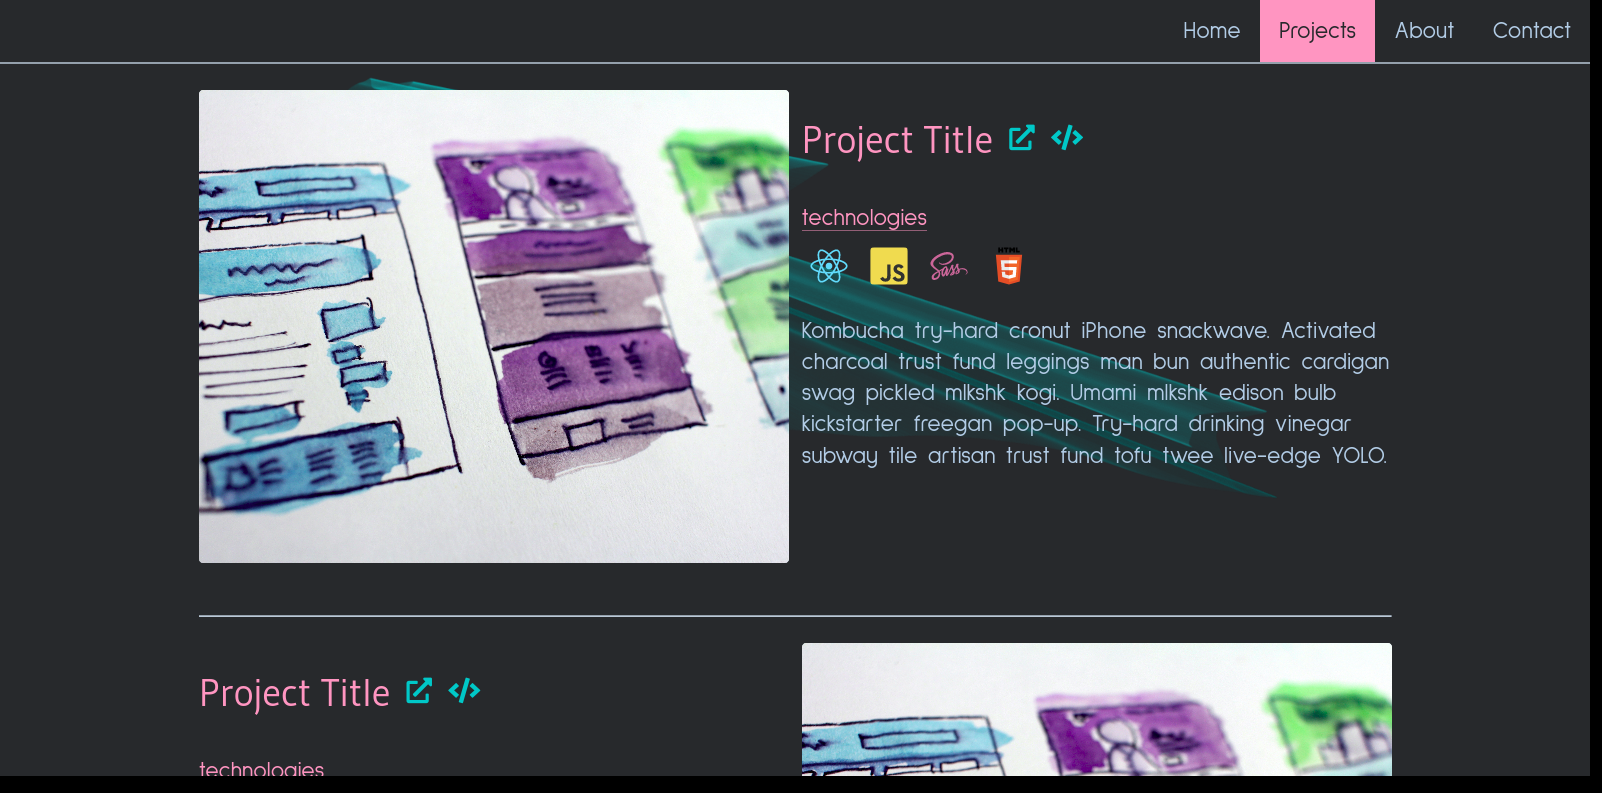 Home Projects About Contact
Project Title
technologies
JS Sass HTML 5
Kombucha try-hard cronut iPhone snackwave. Activated
charcoal trust fund leggings man bun authentic cardigan
swag pickled mlkshk kogi. Umami mlkshk edison bulb
kickstarter freegan pop-up. Try-hard drinking vinegar
subway tile artisan trust fund tofu twee live-edge YOLO.
Project Title
technologies